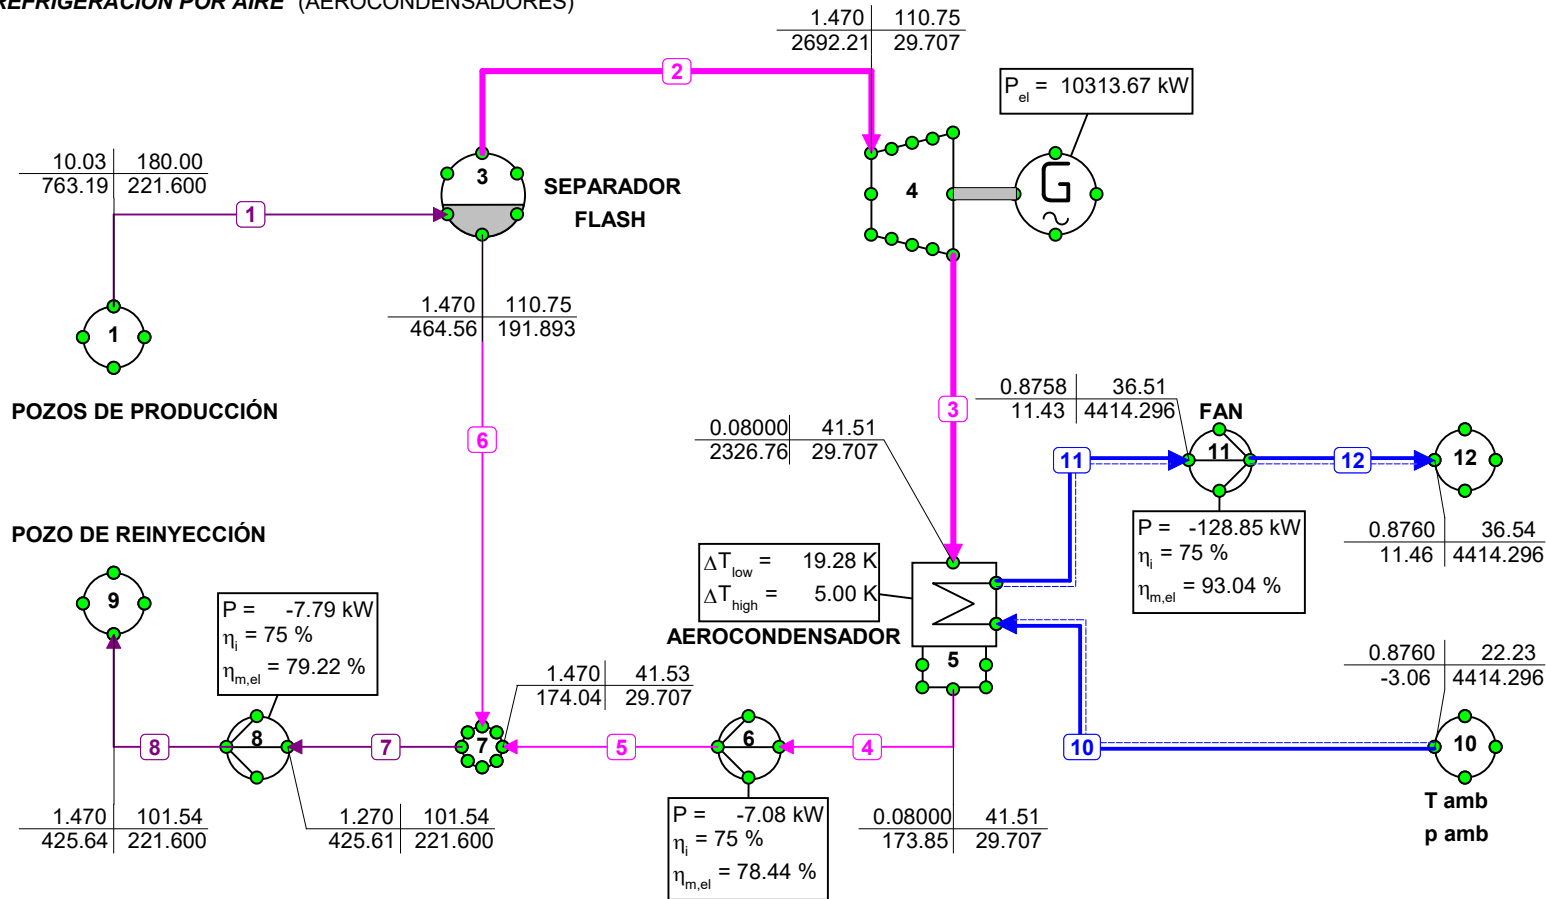 REFRIGERACIÓN POR AIRE (AEROCONDENSADORES)
1.470 110.75
2692.21 29.707
2
P el = 10313.67 kW
10.03 180.00
763.19 221.600
1
3
SEPARADOR
FLASH
4
G
1.470 110.75
464.56 191.893
1
POZOS DE PRODUCCIÓN
0.8758 36.51
11.43 4414.296
FAN
3
0.08000 41.51
2326.76 29.707
6
11
11
12
12
P = -128.85 kW
ηi = 75 %
ηm,el = 93.04 %
0.8760 36.54
11.46 4414.296
POZO DE REINYECCIÓN
9
ΔTlow = 19.28 K
ΔThigh = 5.00 K
AEROCONDENSADOR
5
P = -7.79 kW
ηi = 75 %
ηm,el = 79.22 %
1.470 41.53
174.04 29.707
0.8760 22.23
-3.06 4414.296
8
8
7
7
5
6
4
10
10
T amb
p amb
1.470 101.54
425.64 221.600
1.270 101.54
425.61 221.600
P = -7.08 kW
ηi = 75 %
ηm,el = 78.44 %
0.08000 41.51
173.85 29.707